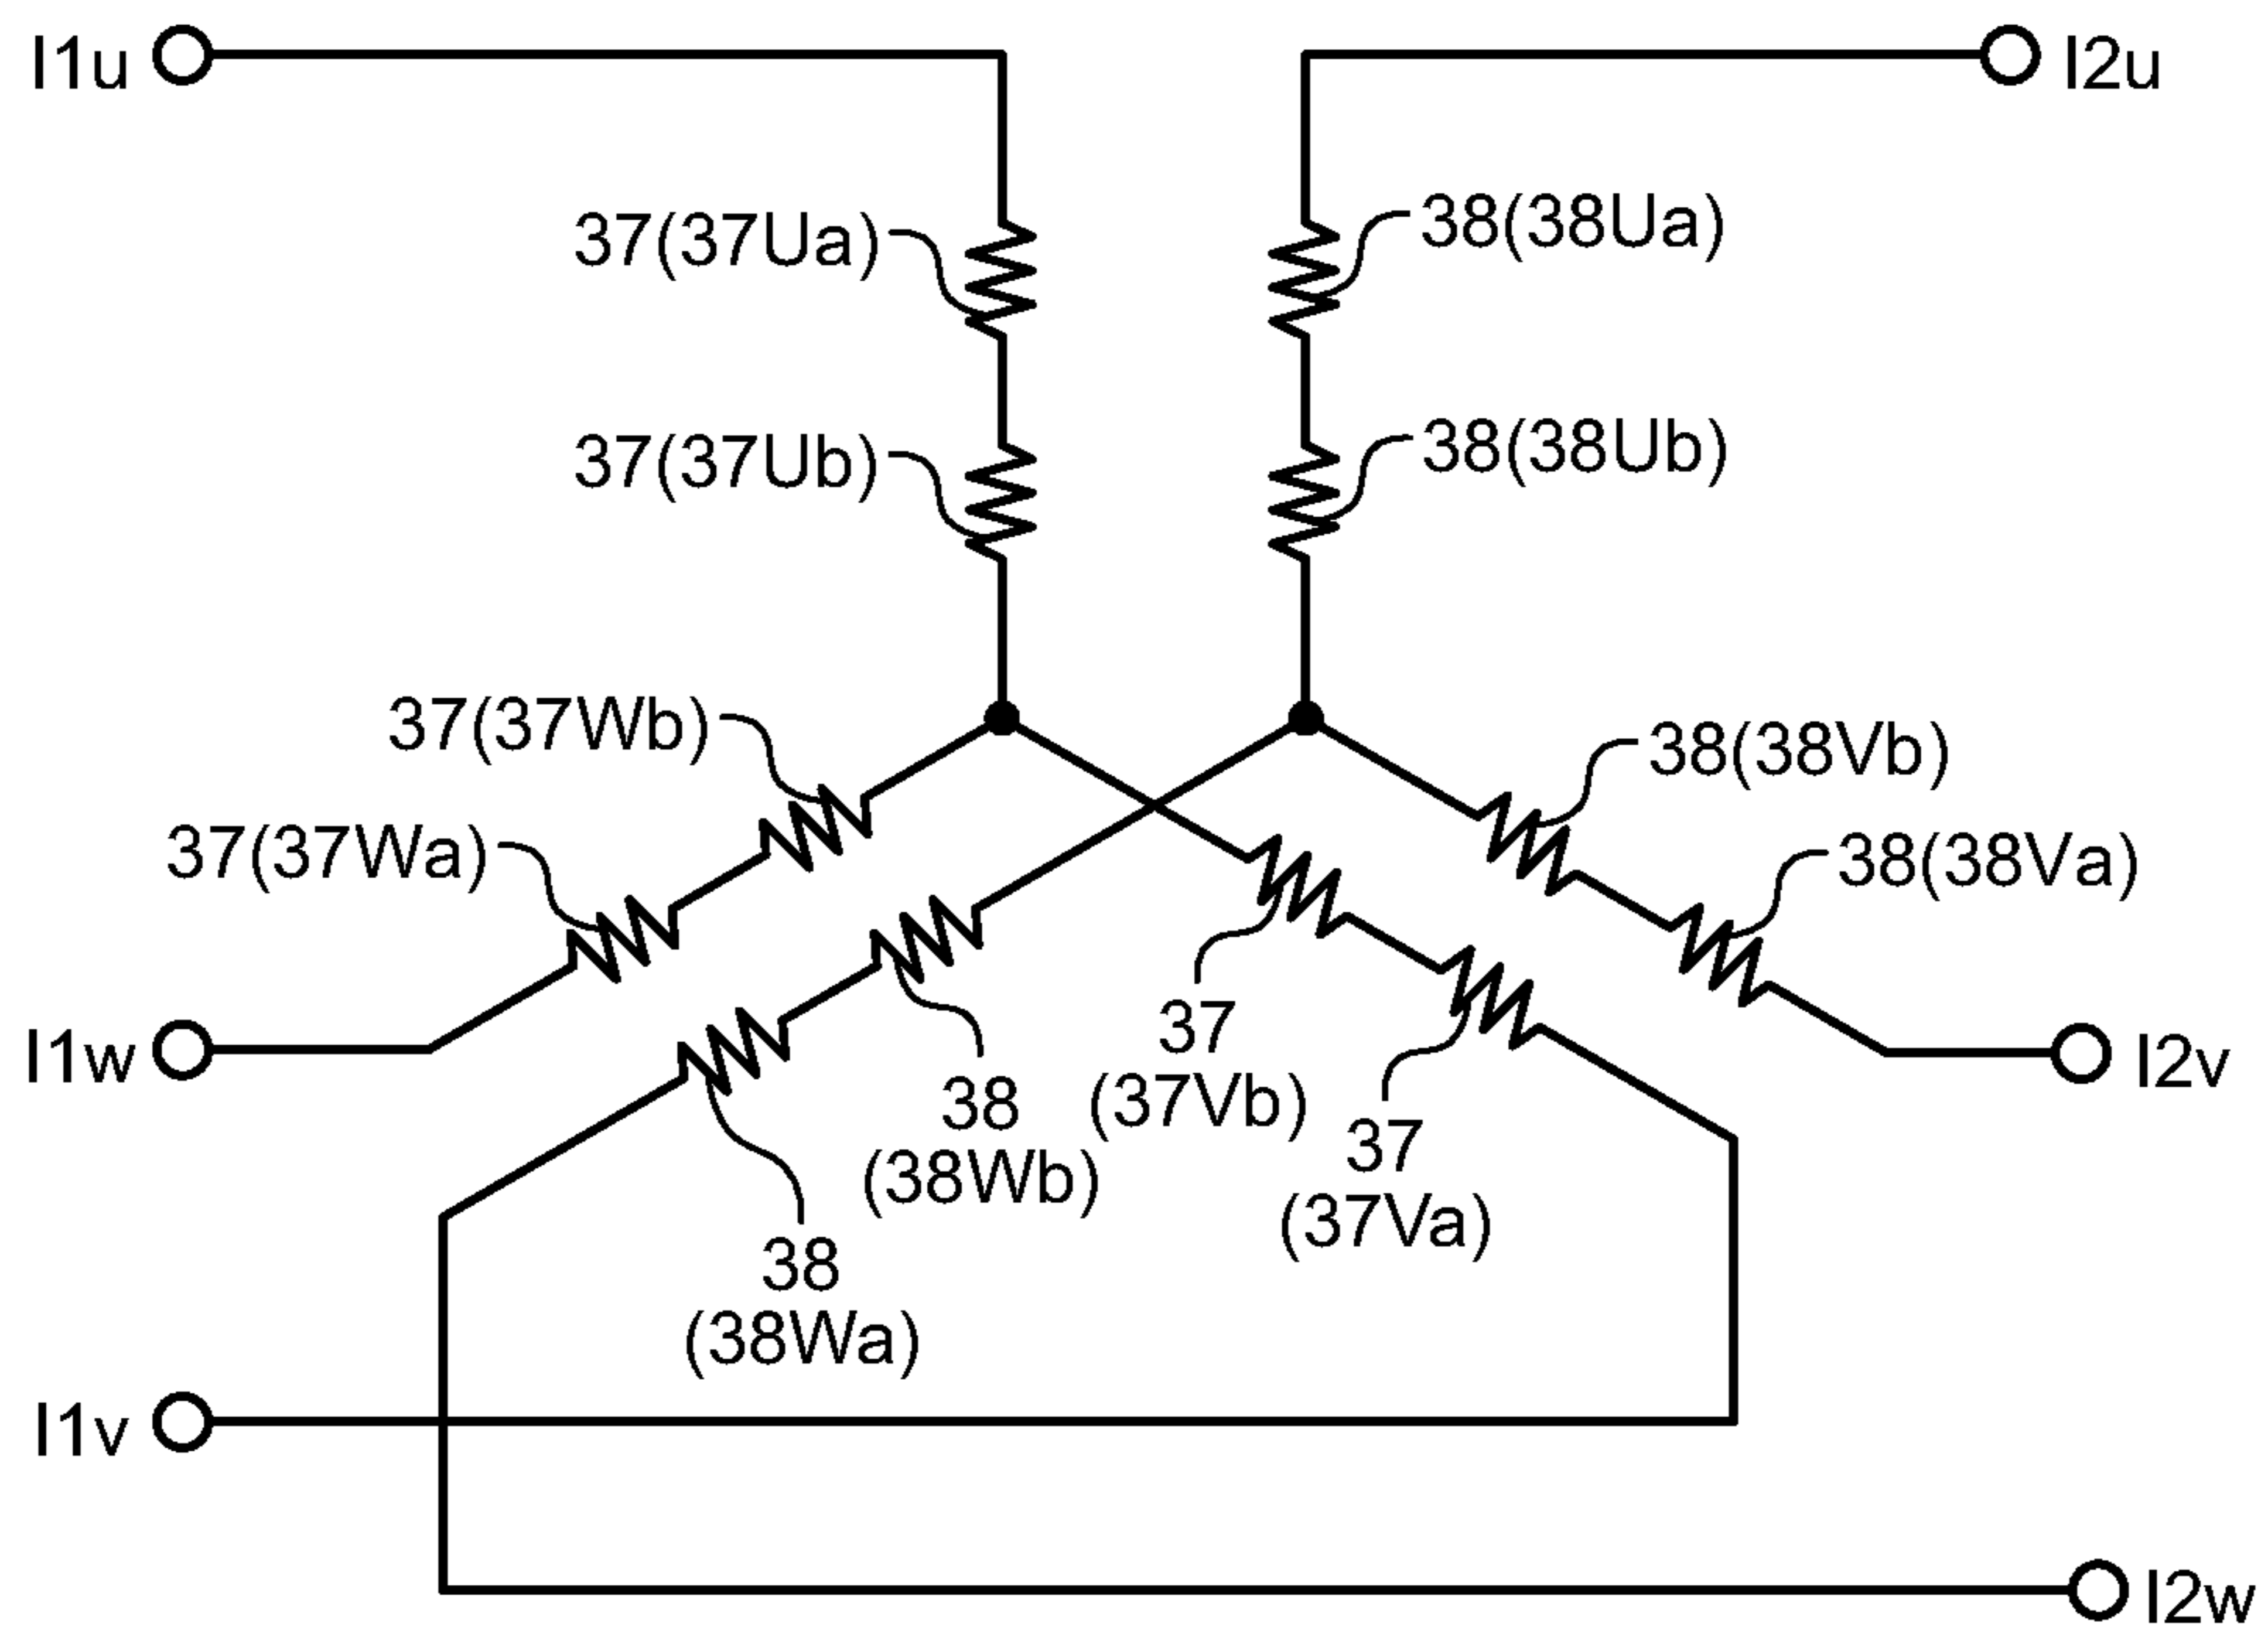 I1u
I2u
37(37Ua)
38(38Ua)
37(37Ub)
38(38Ub)
37(37Wb)
38(38Vb)
37(37Wa)
38(38Va)
I1w
37
(37Vb)
I2v
38
(38Wb)
37
(37Va)
38
(38Wa)
I1v
I2w